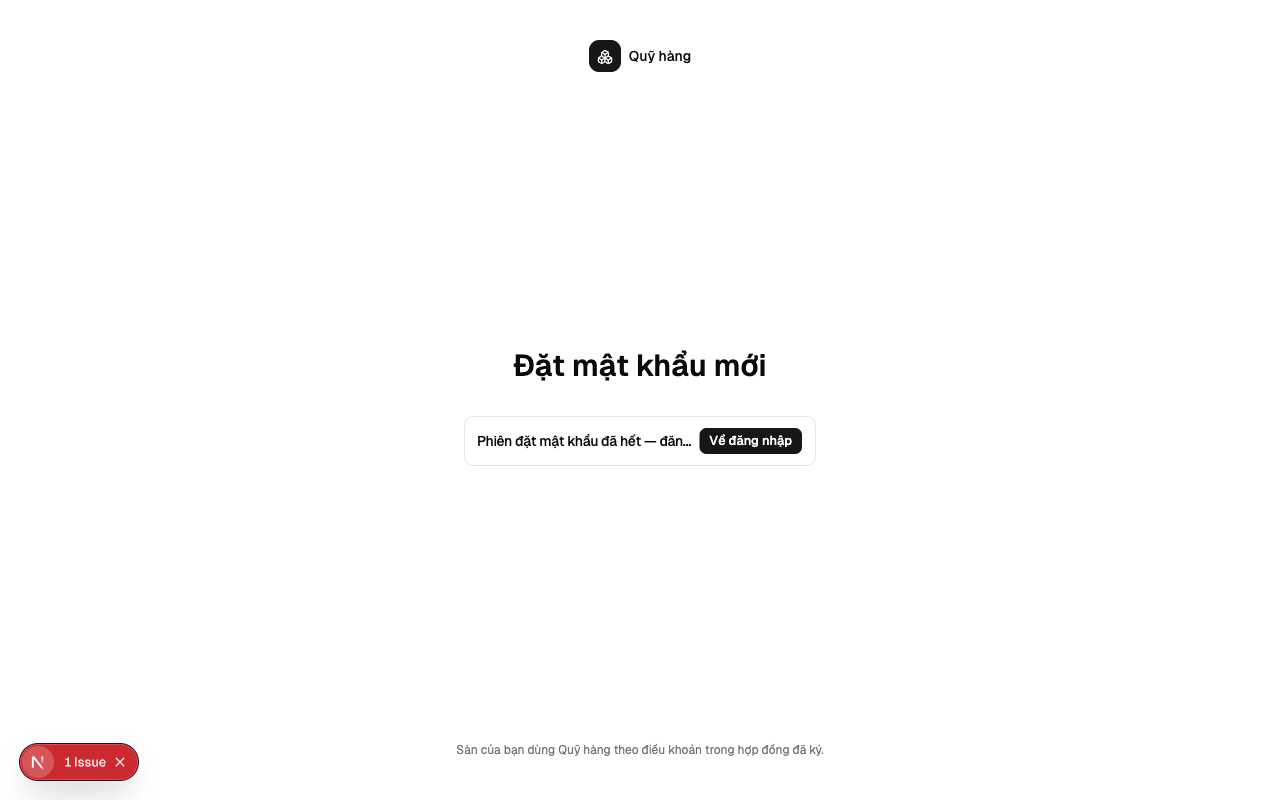 Quỹ hàng
Đặt mật khẩu mới
Phiên đặt mật khẩu đã hết — đăn...
Về đăng nhập
Sàn của bạn dùng Quỹ hàng theo điều khoản trong hợp đồng đã ký.
N
1 Issue